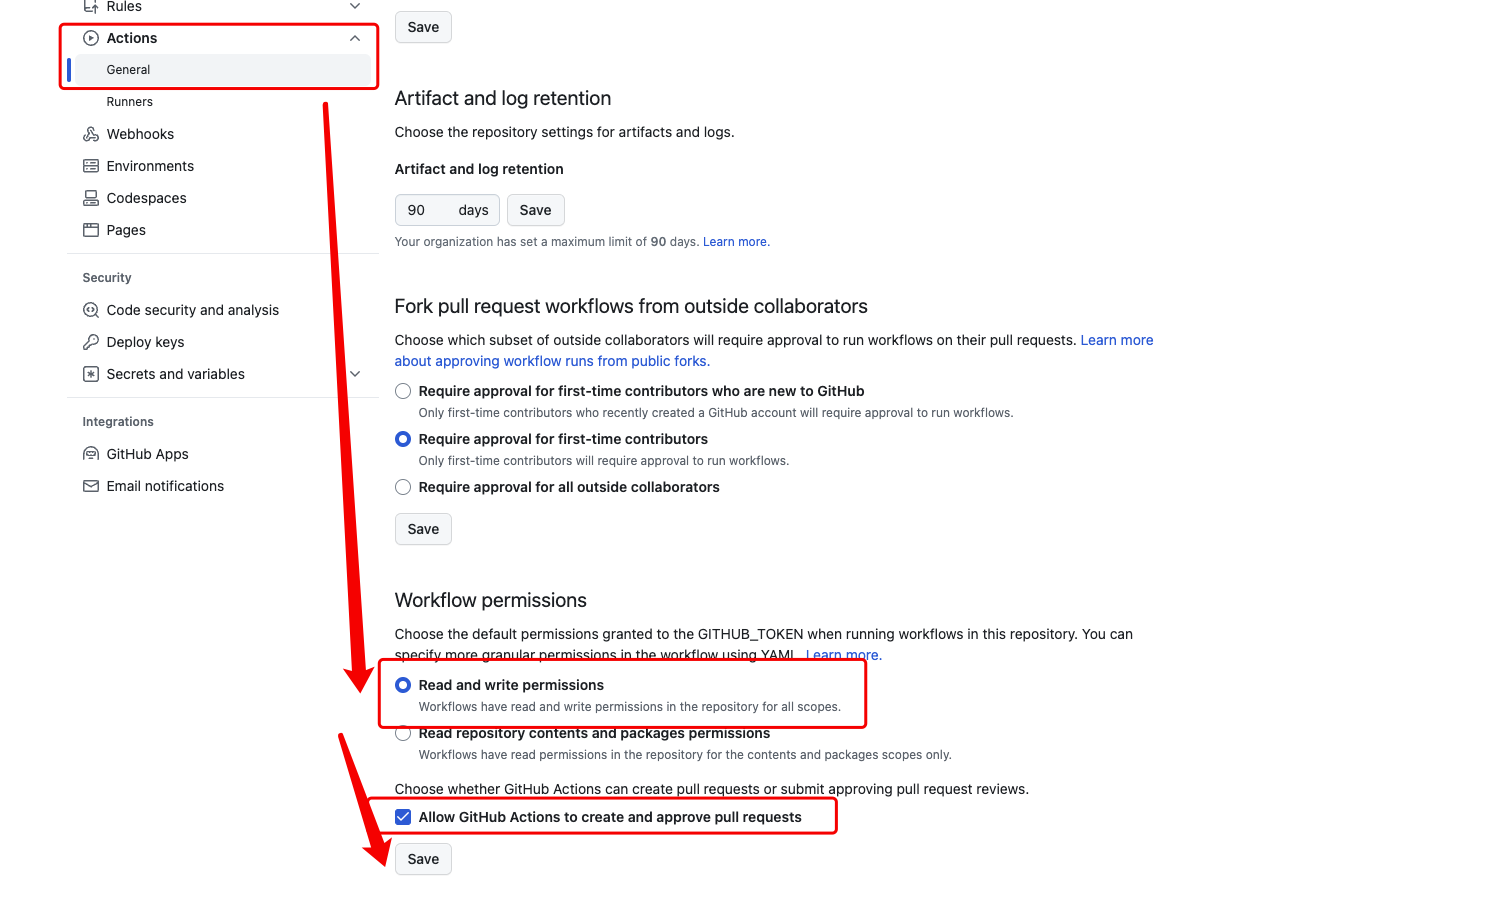 Rules
Actions
General
Runners
Webhooks
Environments
Codespaces
Pages
Security
Code security and analysis
Deploy keys
Secrets and variables
Integrations
GitHub Apps
Email notifications
Save
Artifact and log retention
Choose the repository settings for artifacts and logs.
Artifact and log retention
90 days Save
Your organization has set a maximum limit of 90 days. Learn more.
Fork pull request workflows from outside collaborators
Choose which subset of outside collaborators will require approval to run workflows on their pull requests. Learn more
about approving workflow runs from public forks.
Require approval for first-time contributors who are new to GitHub
Only first-time contributors who recently created a GitHub account will require approval to run workflows.
Require approval for first-time contributors
Only first-time contributors will require approval to run workflows.
Require approval for all outside collaborators
Save
Workflow permissions
Choose the default permissions granted to the GITHUB_TOKEN when running workflows in this repository. You can
specify more granular permissions in the workflow using YAML. Learn more.
Read and write permissions
Workflows have read and write permissions in the repository for all scopes.
Read repository contents and packages permissions
Workflows have read permissions in the repository for the contents and packages scopes only.
Choose whether GitHub Actions can create pull requests or submit approving pull request reviews.
Allow GitHub Actions to create and approve pull requests
Save